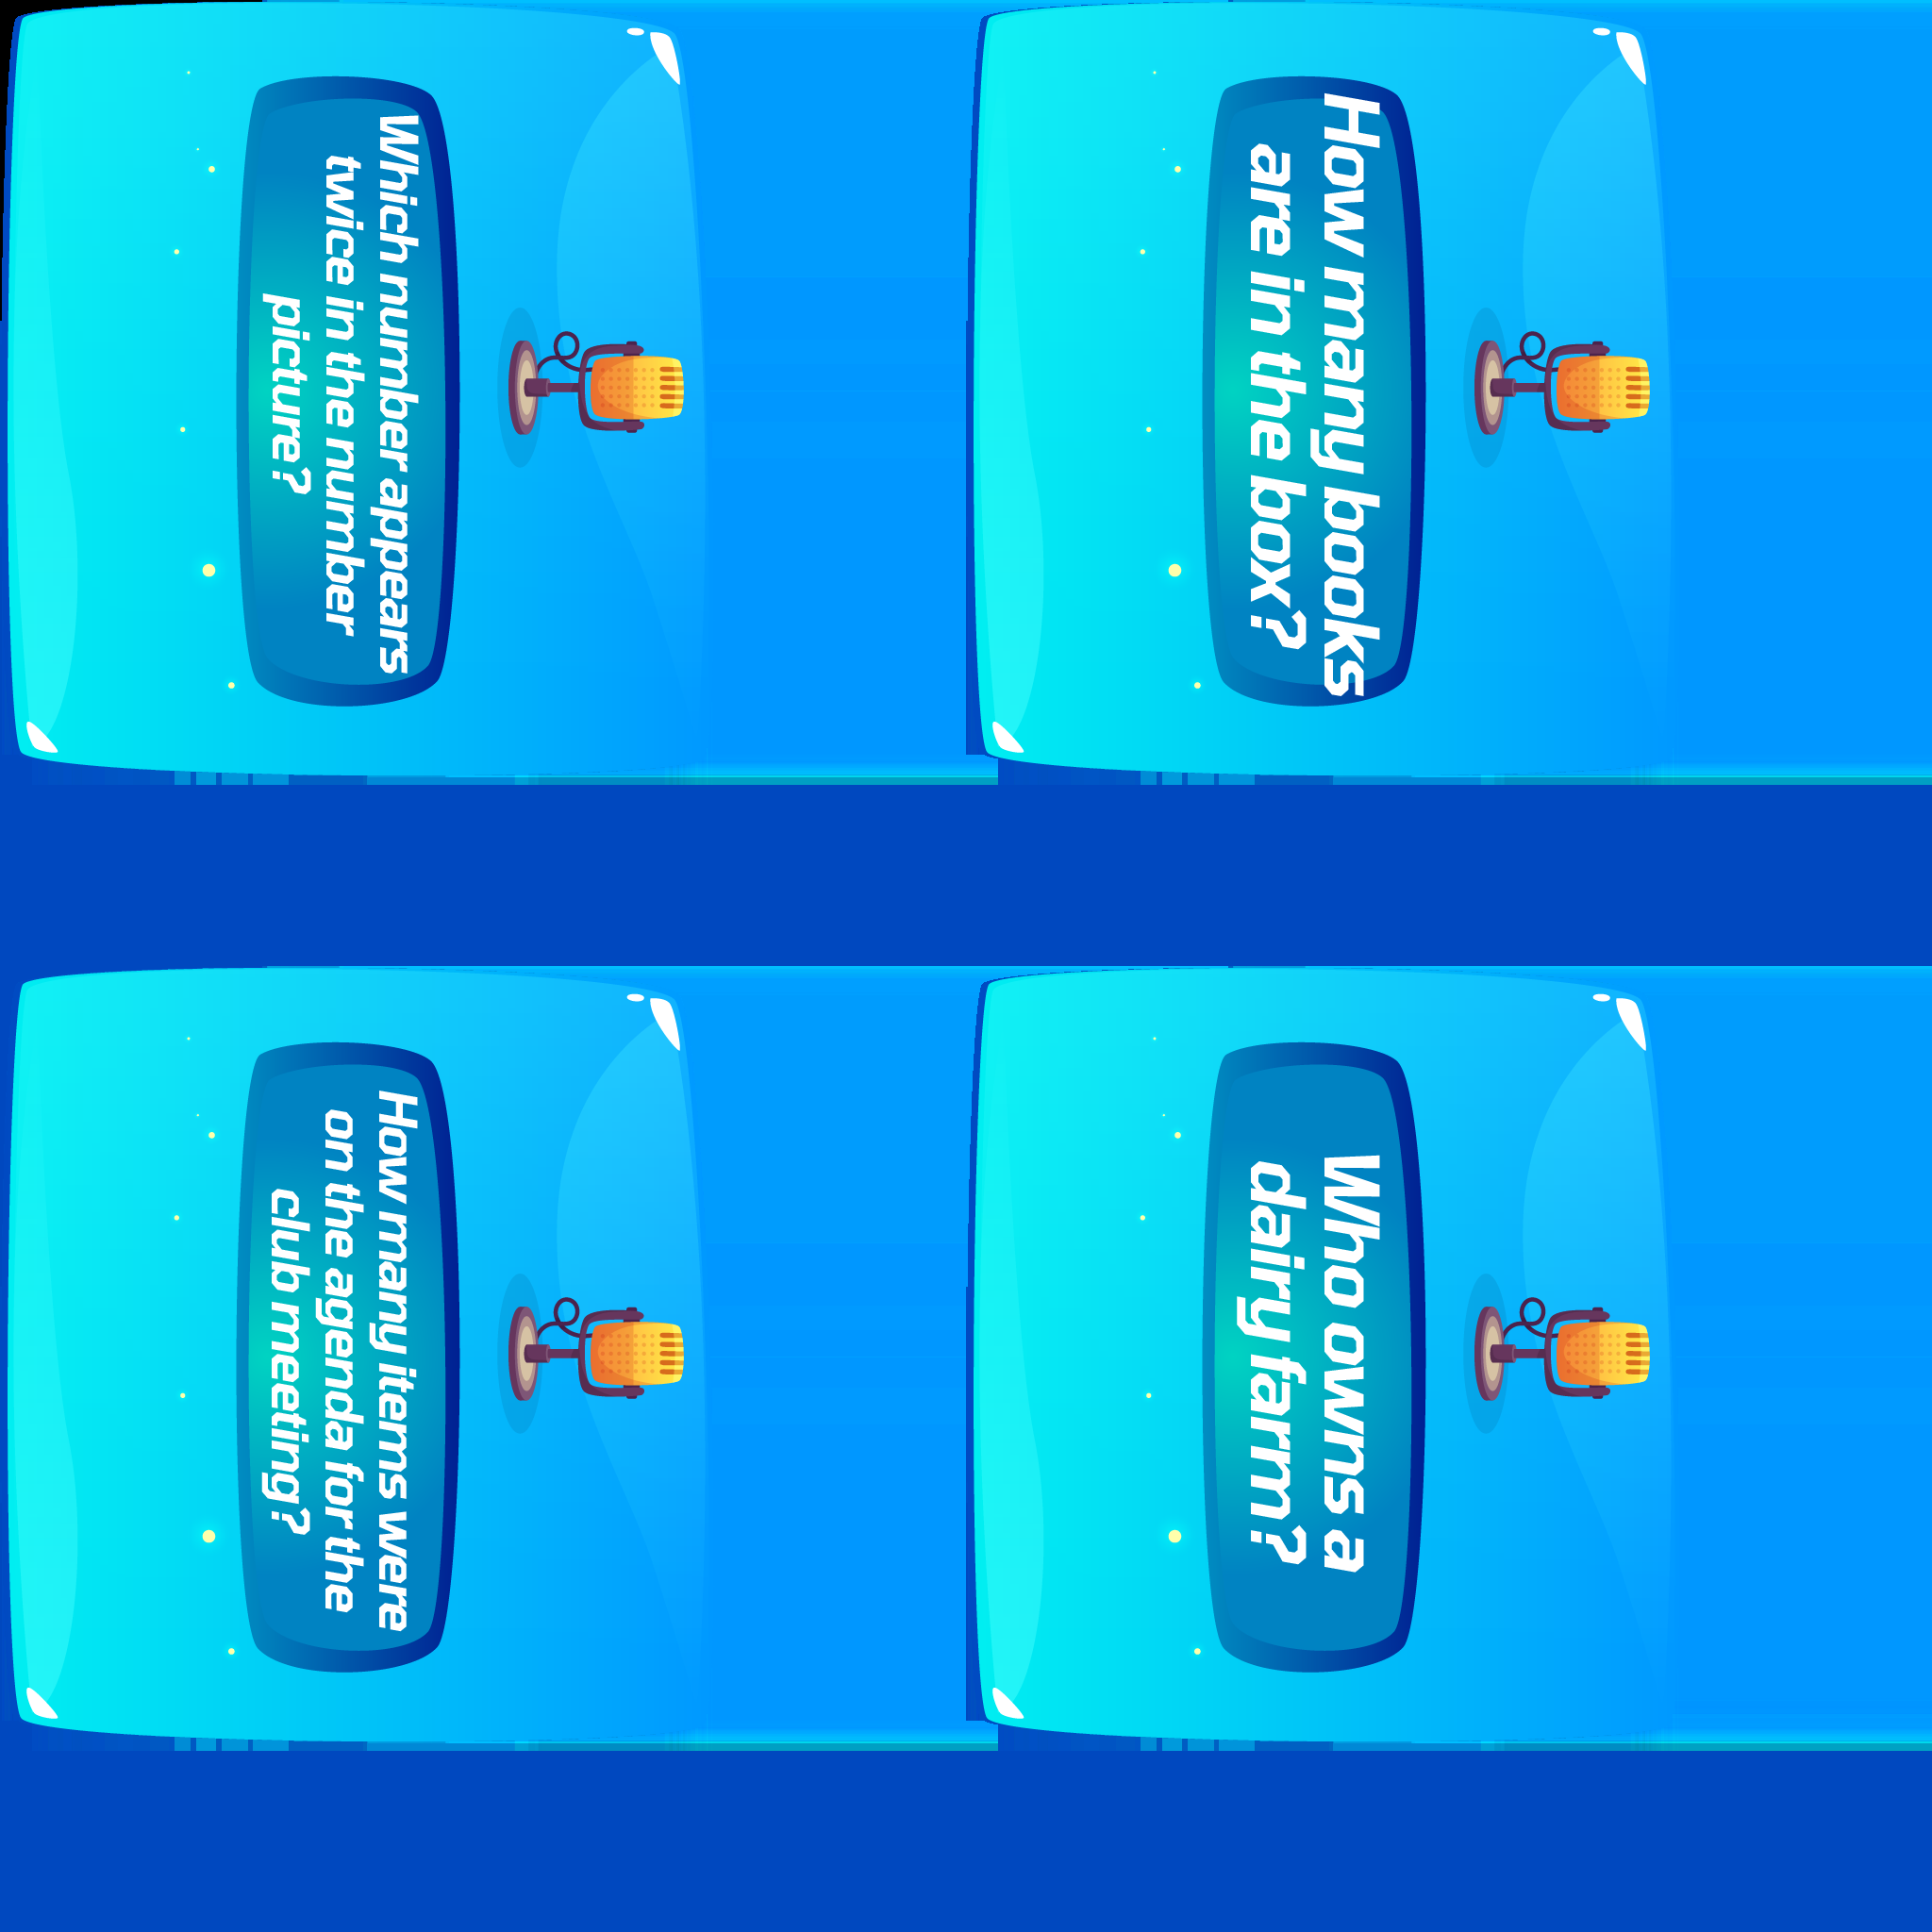 Which number appears
twice in the number
picture?
How many books
are in the box?
How many items were
on the agenda for the
club meeting?
Who owns a
dairy farm?